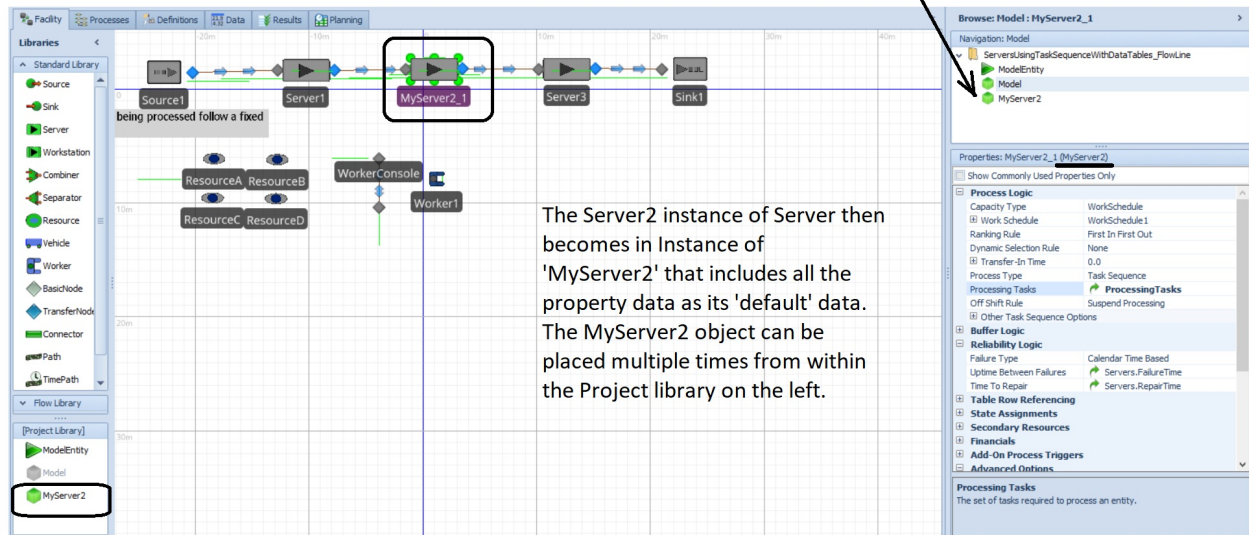 Facility Processes Definitions Data Results Planning
Libraries <
Standard Library
Source
Sink
Server
Workstation
Combiner
Separator
Resource
Vehicle
Worker
BasicNode
TransferNode
Connector
Path
TimePath
Flow Library
[Project Library]
ModelEntity
Model
MyServer2
-20m -10m 0 10m 20m 30m 40m
0
10m
20m
30m
Source1 Server1 MyServer2_1 Server3 Sink1
being processed follow a fixed
ResourceA ResourceB
ResourceC ResourceD
WorkerConsole
Worker1
The Server2 instance of Server then
becomes in Instance of
'MyServer2' that includes all the
property data as its 'default' data.
The MyServer2 object can be
placed multiple times from within
the Project library on the left.
Browse: Model : MyServer2_1 >
Navigation: Model
ServersUsingTaskSequenceWithDataTables_FlowLine
ModelEntity
Model
MyServer2
Properties: MyServer2_1 (MyServer2)
Show Commonly Used Properties Only
Process Logic
Capacity Type WorkSchedule
Work Schedule WorkSchedule1
Ranking Rule First In First Out
Dynamic Selection Rule None
Transfer-In Time 0.0
Process Type Task Sequence
Processing Tasks ProcessingTasks
Off Shift Rule Suspend Processing
Other Task Sequence Options
Buffer Logic
Reliability Logic
Failure Type Calendar Time Based
Uptime Between Failures Servers.FailureTime
Time To Repair Servers.RepairTime
Table Row Referencing
State Assignments
Secondary Resources
Financials
Add-On Process Triggers
Advanced Options
Processing Tasks
The set of tasks required to process an entity.